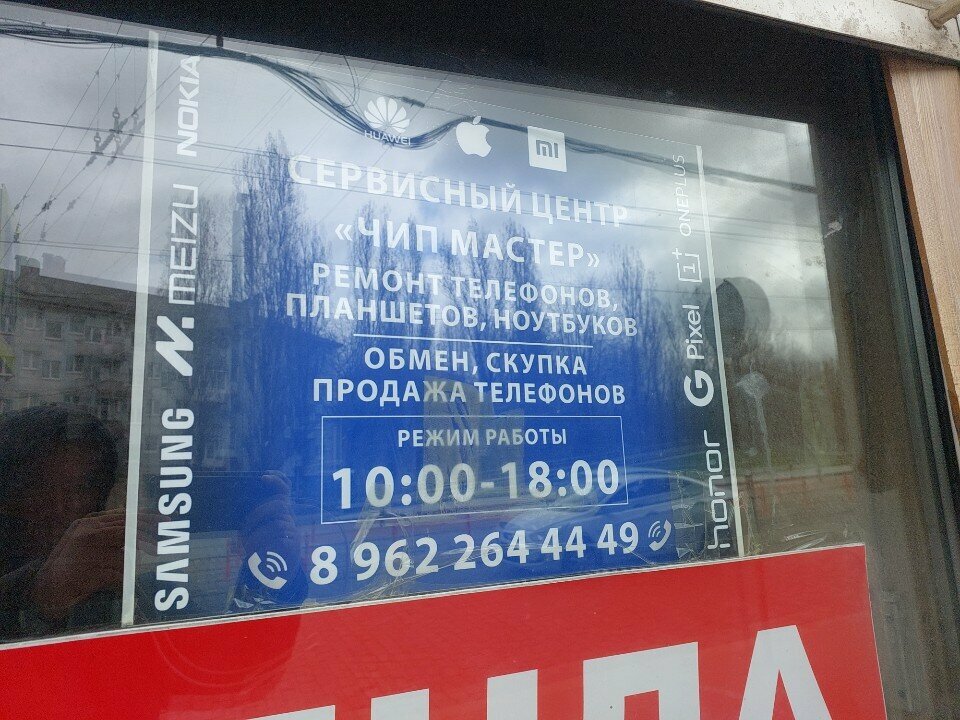 HUAWEI
mi
СЕРВИСНЫЙ ЦЕНТР
«ЧИП МАСТЕР»
РЕМОНТ ТЕЛЕФОНОВ,
ПЛАНШЕТОВ, НОУТБУКОВ
ОБМЕН, СКУПКА
ПРОДАЖА ТЕЛЕФОНОВ
РЕЖИМ РАБОТЫ
10:00-18:00
8 962 264 44 49
NOKIA
MEIZU
SAMSUNG
1+ ONEPLUS
G Pixel
honor